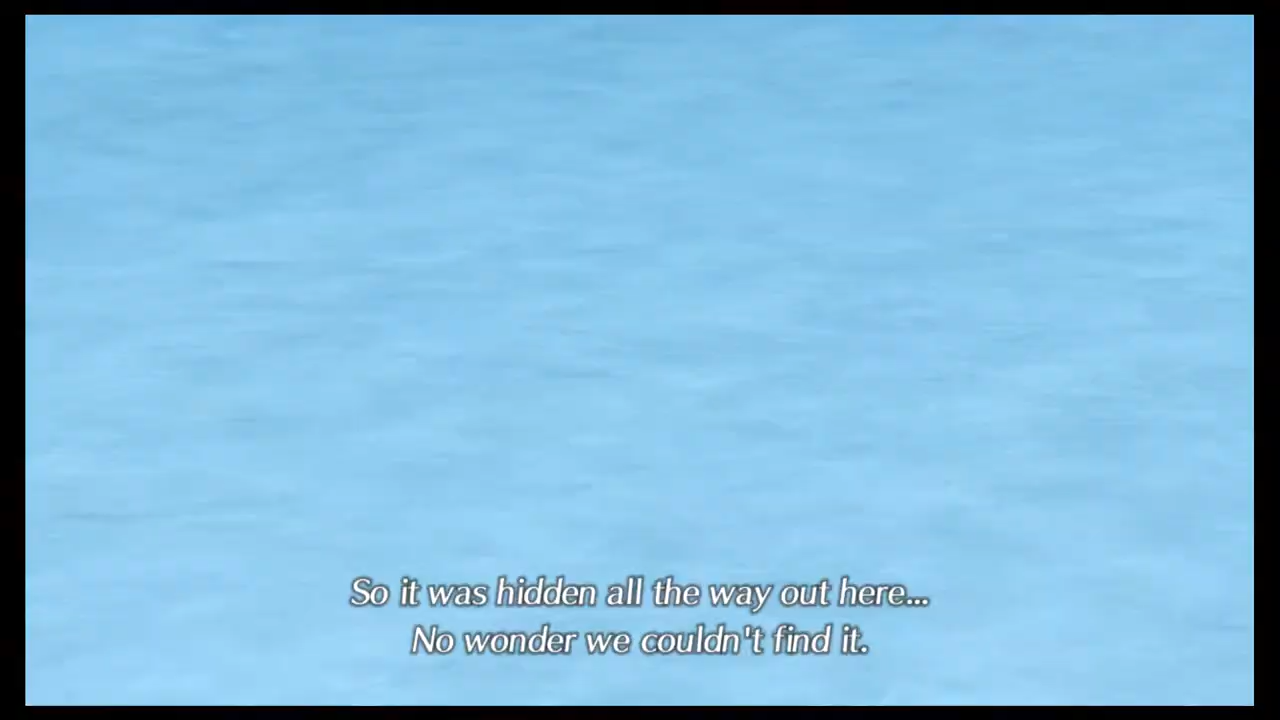 So it was hidden all the way out here...
No wonder we couldn't find it.